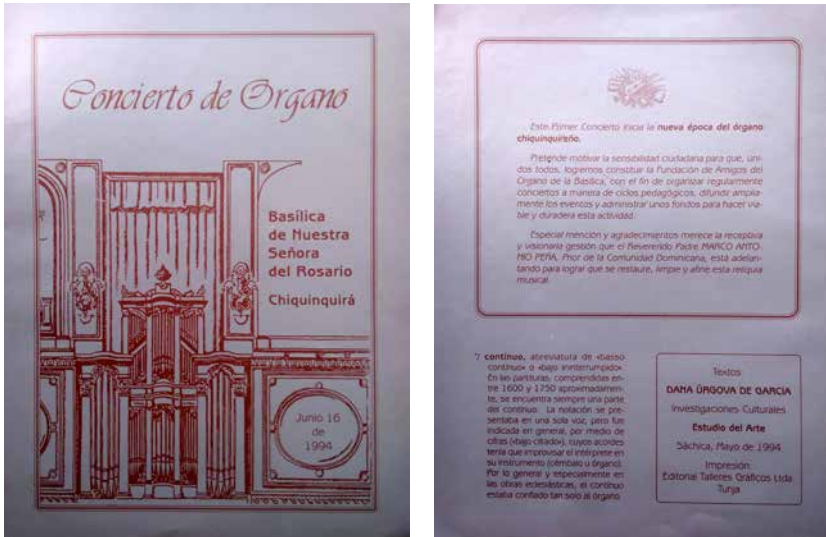 Concierto de Organo
Basílica
de Nuestra
Señora
del Rosario
Chiquinquirá
Junio 16
de
1994
Este Primer Concierto inicia la nueva época del órgano
chiquinquireño.
Pretende motivar la sensibilidad ciudadana para que, uni-
dos todos, logremos constituir la Fundación de Amigos del
Organo de la Basílica, con el fin de organizar regularmente
conciertos a manera de ciclos pedagógicos, difundir amplia-
mente los eventos y administrar unos fondos para hacer via-
ble y duradera esta actividad.
Especial mención y agradecimientos merece la receptiva
y visionaria gestión que el Reverendo Padre MARCO ANTO-
NIO PEÑA, Prior de la Comunidad Dominicana, está adelan-
tando para lograr que se restaure, limpie y afine esta reliquia
musical.
*) continuo, abreviatura de «basso
continuo» o «bajo ininterrumpido».
En las partituras, comprendidas en-
tre 1600 y 1750 aproximadamen-
te, se encuentra siempre una parte
del continuo. La notación se pre-
sentaba en una sola voz, pero fue
indicada en general, por medio de
cifras («bajo cifrado»), cuyos acordes
tenía que improvisar el intérprete en
su instrumento (cémbalo u órgano).
Por lo general y especialmente en
las obras eclesiásticas, el continuo
estaba confiado tan solo al órgano.
Textos
DANA ÚRGOVA DE GARCÍA
Investigaciones Culturales
Estudio del Arte
Sáchica, Mayo de 1994
Impresión:
Editorial Talleres Gráficos Ltda.
Tunja